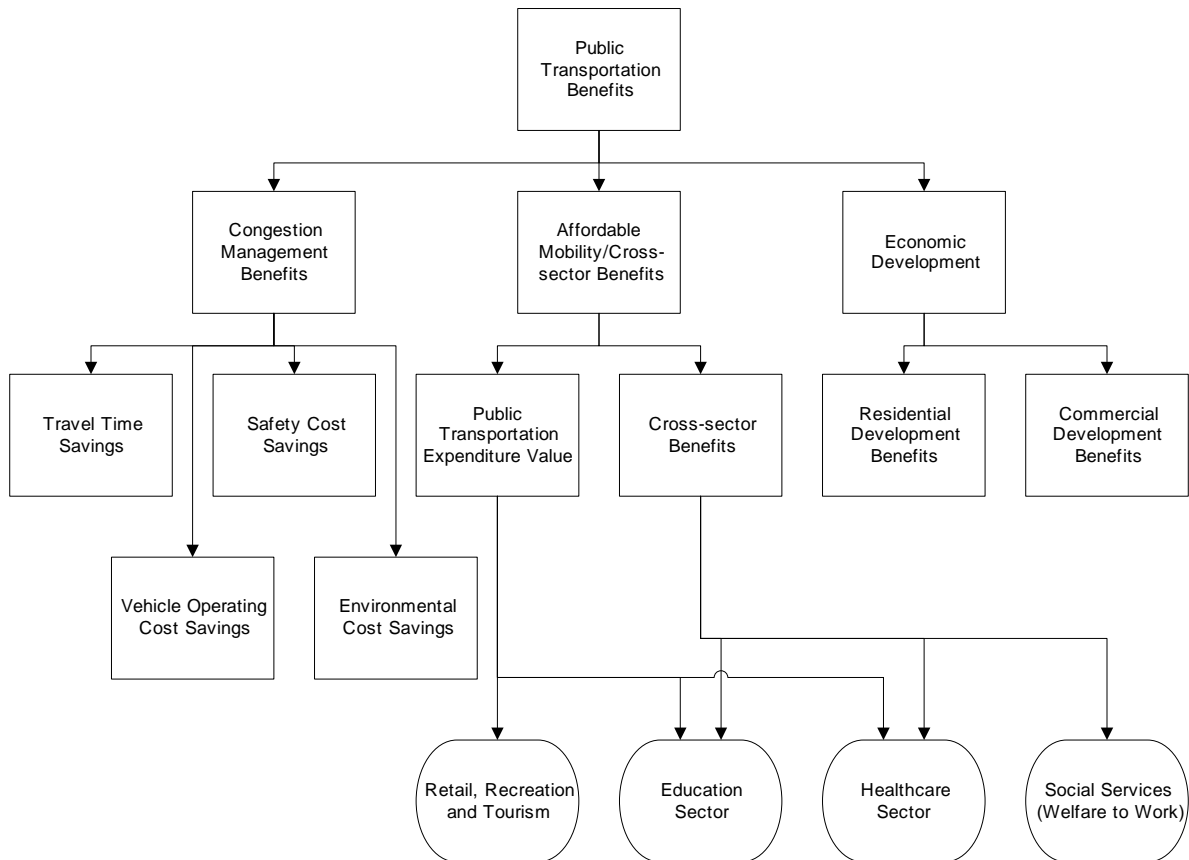 Public
Transportation
Benefits
Congestion
Management
Benefits
Affordable
Mobility/Cross-
sector Benefits
Economic
Development
Travel Time
Savings
Safety Cost
Savings
Public
Transportation
Expenditure Value
Cross-sector
Benefits
Residential
Development
Benefits
Commercial
Development
Benefits
Vehicle Operating
Cost Savings
Environmental
Cost Savings
Retail, Recreation
and Tourism
Education
Sector
Healthcare
Sector
Social Services
(Welfare to Work)